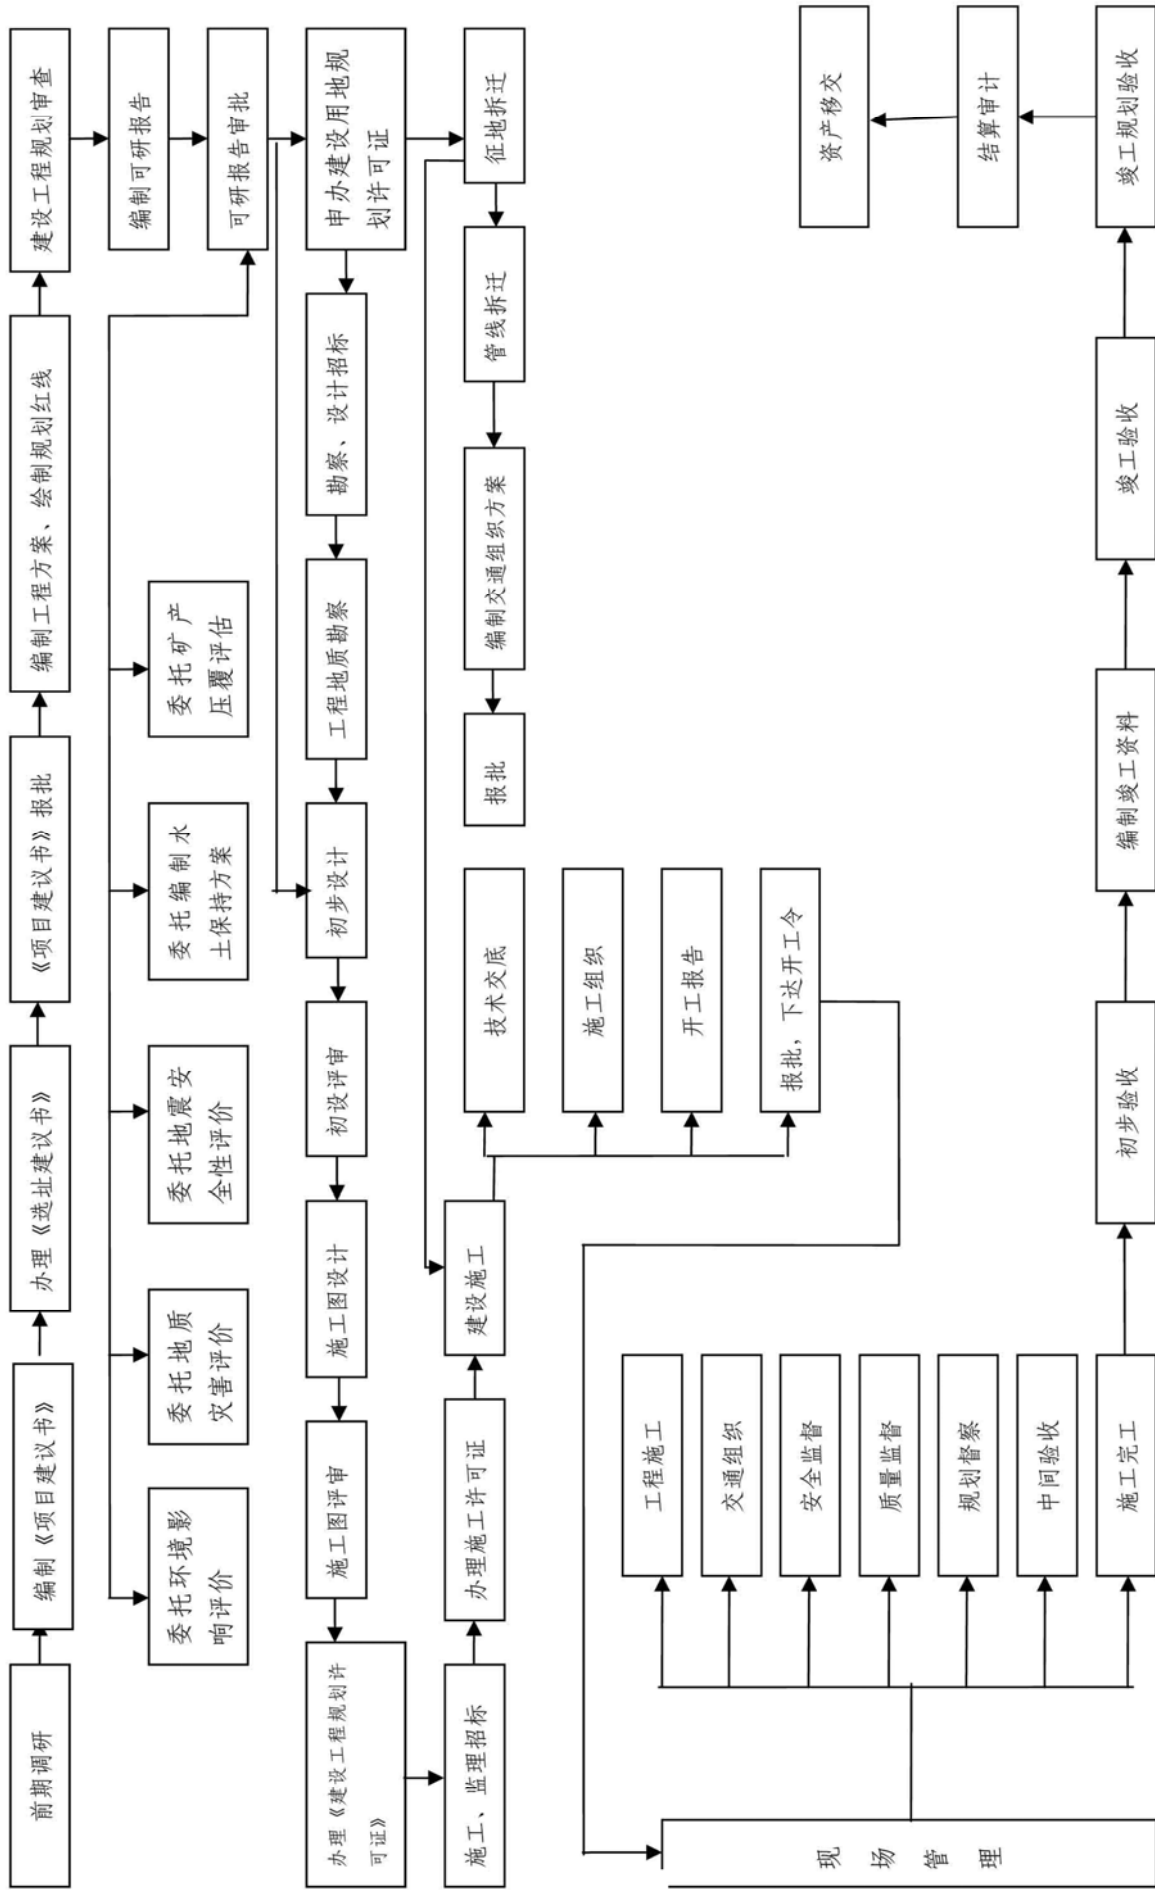 前期调研
编制《项目建议书》
办理《选址建议书》
《项目建议书》报批
编制工程方案、绘制规划红线
建设工程规划审查
编制可研报告
委托环境影
响评价
委托地质
灾害评价
委托地震安
全性评价
委托编制水
土保持方案
委托矿产
压覆评估
可研报告审批
办理《建设工程规划许
可证》
施工图评审
施工图设计
初设评审
初步设计
工程地质勘察
勘察、设计招标
申办建设用地规
划许可证
施工、监理招标
办理施工许可证
建设施工
技术交底
施工组织
开工报告
报批，下达开工令
报批
编制交通组织方案
管线拆迁
征地拆迁
现场管理
工程施工
交通组织
安全监督
质量监督
规划督察
中间验收
施工完工
初步验收
编制竣工资料
竣工验收
竣工规划验收
结算审计
资产移交